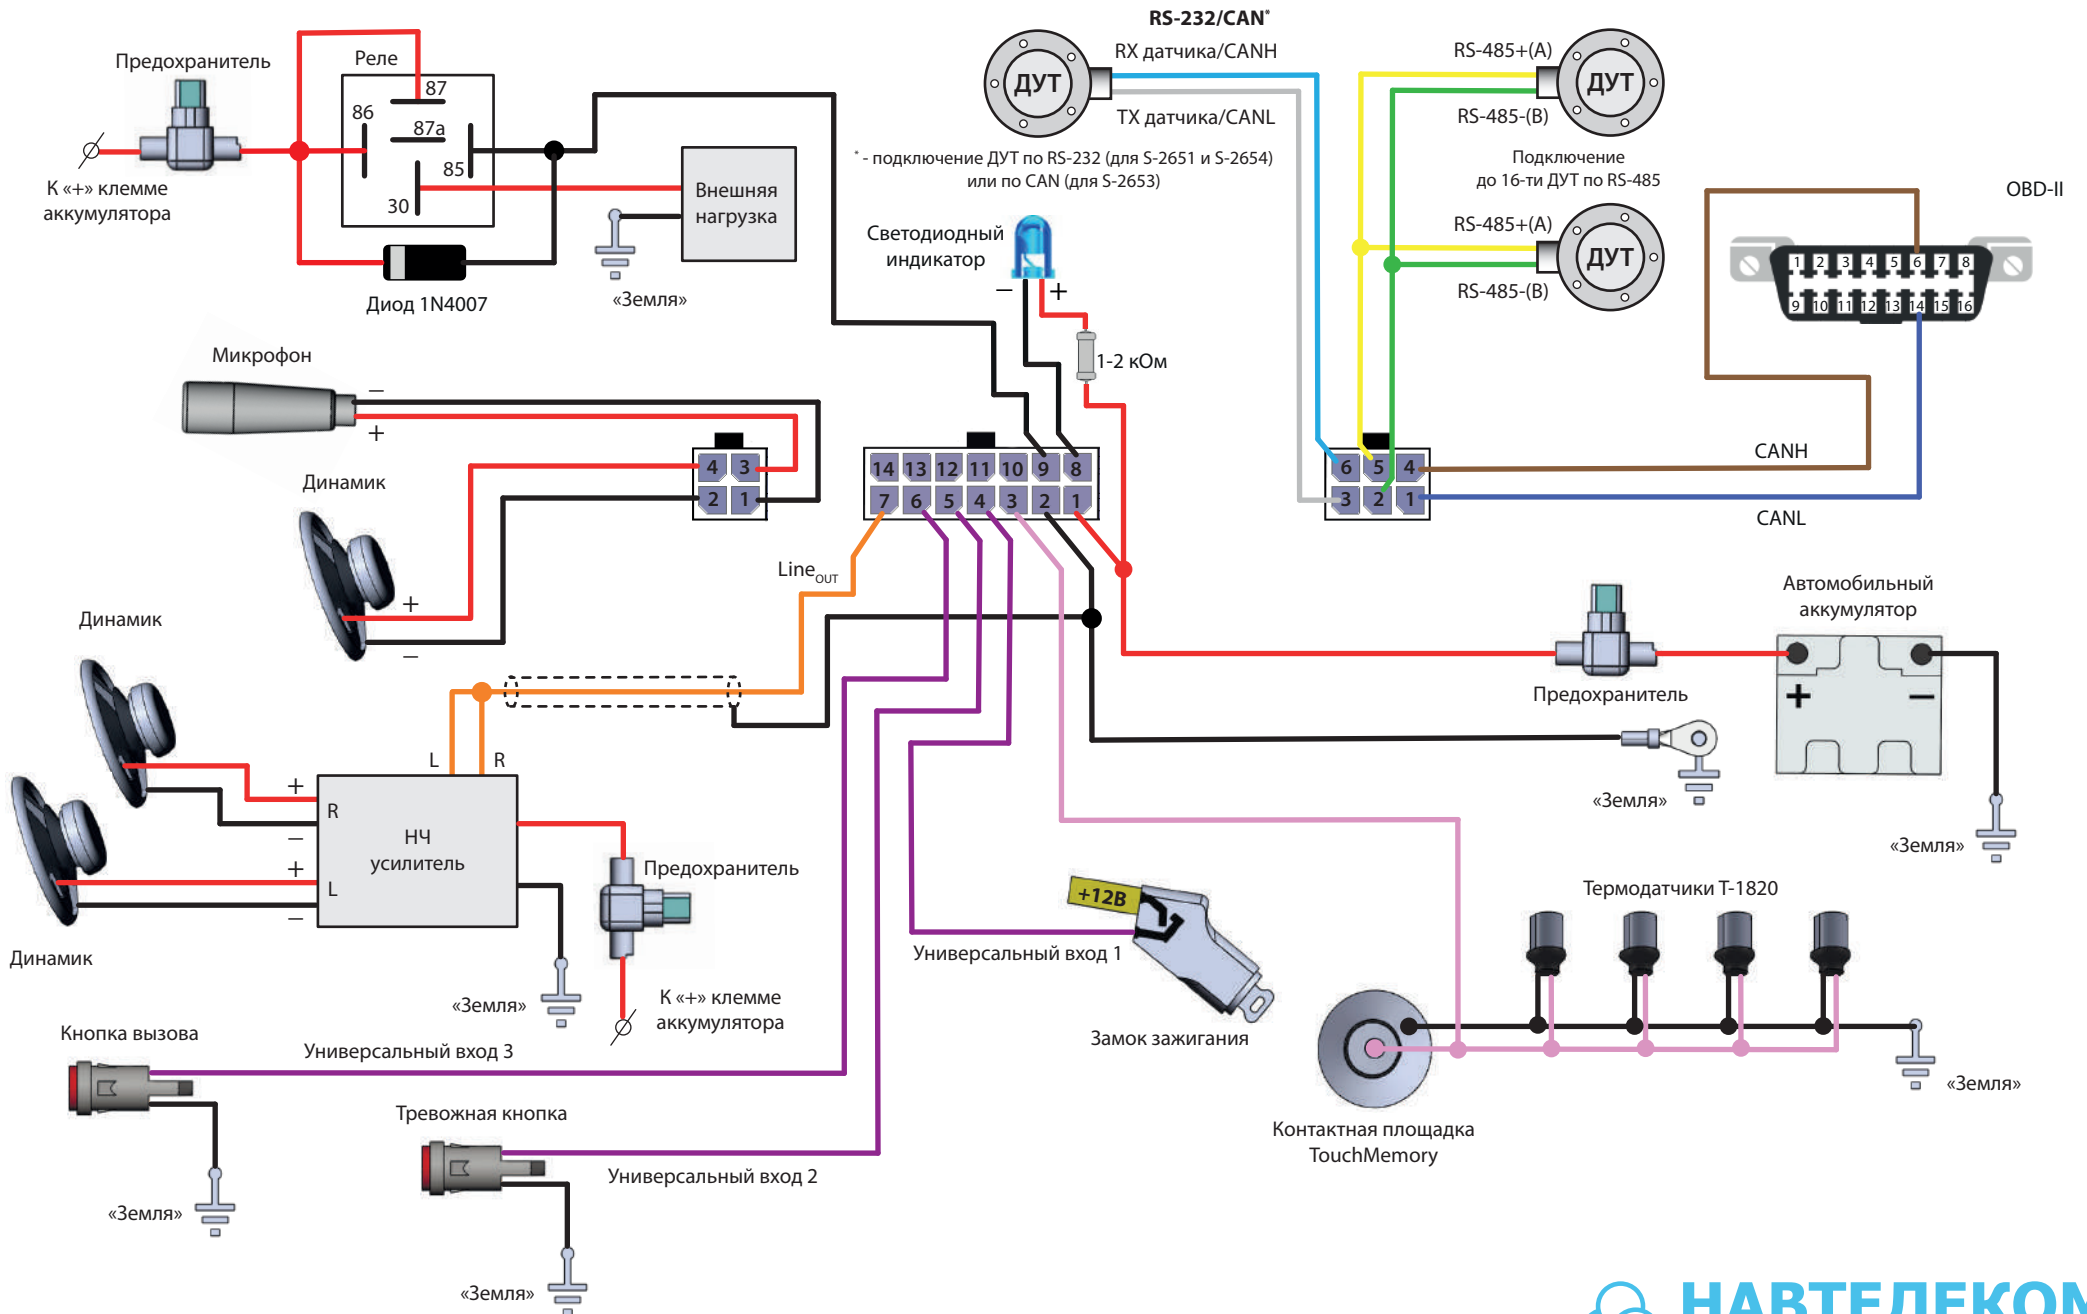 RS-232/CAN*
RX датчика/CANH
TX датчика/CANL
ДУТ
* - подключение ДУТ по RS-232 (для S-2651 и S-2654)
или по CAN (для S-2653)
RS-485+(A)
RS-485-(B)
ДУТ
Подключение
до 16-ти ДУТ по RS-485
RS-485+(A)
RS-485-(B)
ДУТ
OBD-II
1 2 3 4 5 6 7 8
9 10 11 12 13 14 15 16
Предохранитель
Реле
87
86
87a
85
30
К «+» клемме
аккумулятора
Внешняя
нагрузка
«Земля»
Диод 1N4007
Светодиодный
индикатор
– +
1-2 кОм
Микрофон
–
+
Динамик
4 3
2 1
14 13 12 11 10 9 8
7 6 5 4 3 2 1
6 5 4
3 2 1
CANH
CANL
LineOUT
+
–
Динамик
Автомобильный
аккумулятор
+ –
Предохранитель
«Земля»
«Земля»
L R
+
R
–
+
L
–
НЧ
усилитель
Динамик
Предохранитель
«Земля»
К «+» клемме
аккумулятора
+12В
Универсальный вход 1
Замок зажигания
Термодатчики Т-1820
«Земля»
Контактная площадка
TouchMemory
Кнопка вызова
Универсальный вход 3
«Земля»
Тревожная кнопка
Универсальный вход 2
«Земля»
НАВТЕЛЕКОМ